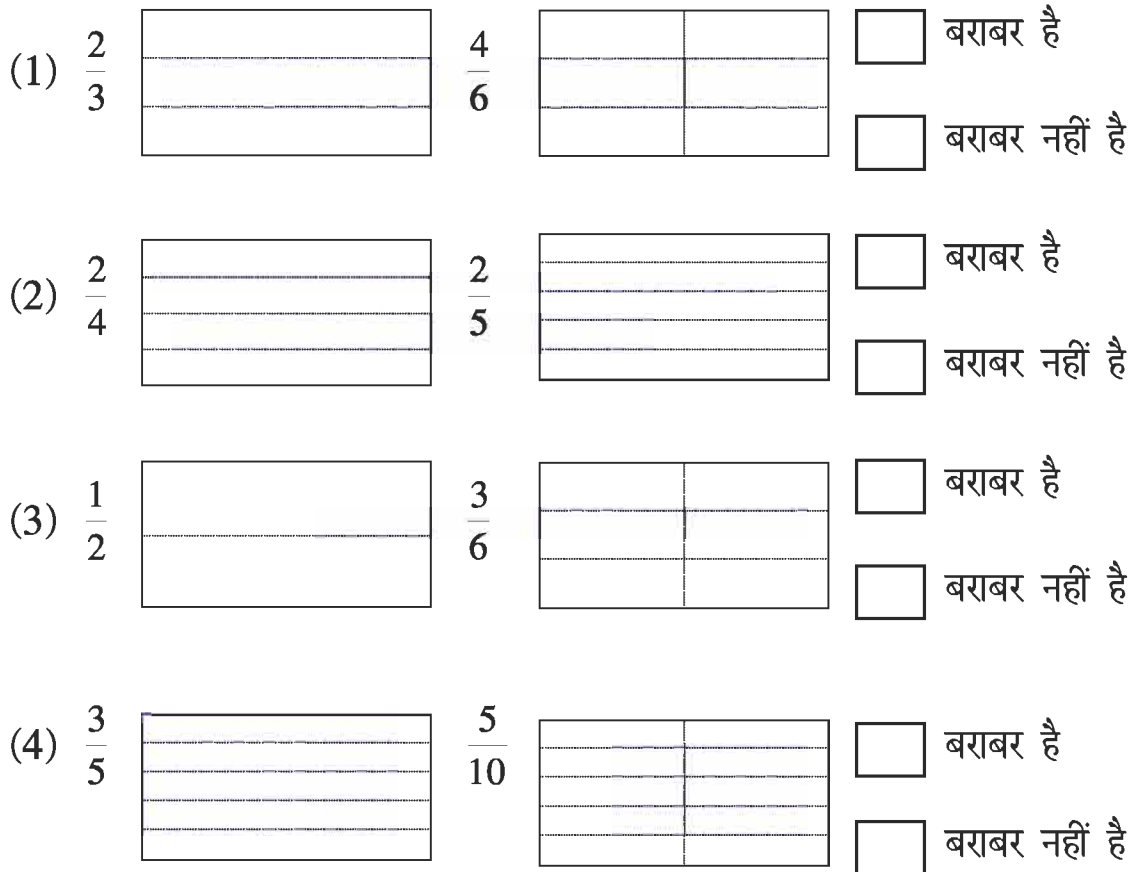 (1) 2/3 4/6 बराबर है
बराबर नहीं है
(2) 2/4 2/5 बराबर है
बराबर नहीं है
(3) 1/2 3/6 बराबर है
बराबर नहीं है
(4) 3/5 5/10 बराबर है
बराबर नहीं है